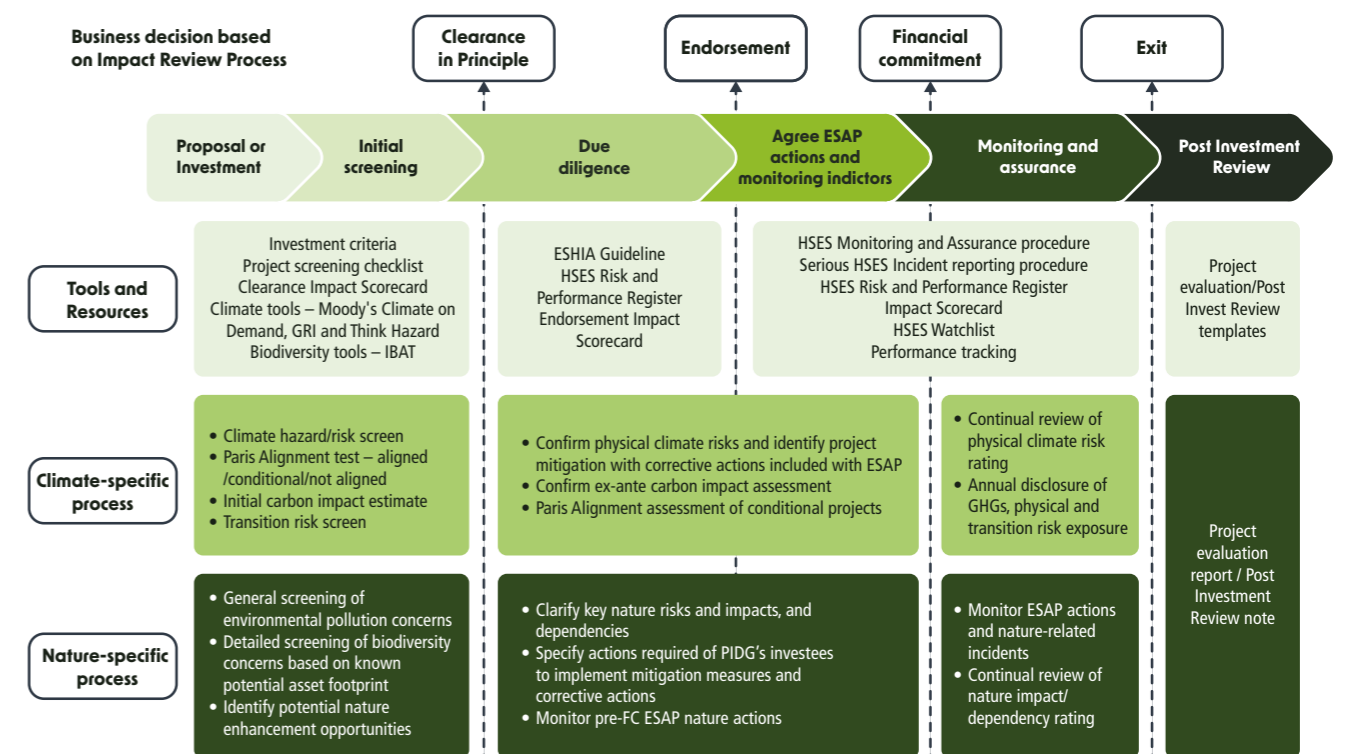 Business decision based
on Impact Review Process
Clearance
in Principle
Endorsement
Financial
commitment
Exit
Proposal or
Investment
Initial
screening
Due
diligence
Agree ESAP
actions and
monitoring indictors
Monitoring and
assurance
Post Investment
Review
Tools and
Resources
Investment criteria
Project screening checklist
Clearance Impact Scorecard
Climate tools – Moody's Climate on
Demand, GRI and Think Hazard
Biodiversity tools – IBAT
ESHIA Guideline
HSES Risk and
Performance Register
Endorsement Impact
Scorecard
HSES Monitoring and Assurance procedure
Serious HSES Incident reporting procedure
HSES Risk and Performance Register
Impact Scorecard
HSES Watchlist
Performance tracking
Project
evaluation/Post
Invest Review
templates
Climate-specific
process
• Climate hazard/risk screen
• Paris Alignment test – aligned
/conditional/not aligned
• Initial carbon impact estimate
• Transition risk screen
• Confirm physical climate risks and identify project
mitigation with corrective actions included with ESAP
• Confirm ex-ante carbon impact assessment
• Paris Alignment assessment of conditional projects
• Continual review of
physical climate risk
rating
• Annual disclosure of
GHGs, physical and
transition risk exposure
Project
evaluation
report / Post
Investment
Review note
Nature-specific
process
• General screening of
environmental pollution concerns
• Detailed screening of biodiversity
concerns based on known
potential asset footprint
• Identify potential nature
enhancement opportunities
• Clarify key nature risks and impacts, and
dependencies
• Specify actions required of PIDG's investees
to implement mitigation measures and
corrective actions
• Monitor pre-FC ESAP nature actions
• Monitor ESAP actions
and nature-related
incidents
• Continual review of
nature impact/
dependency rating